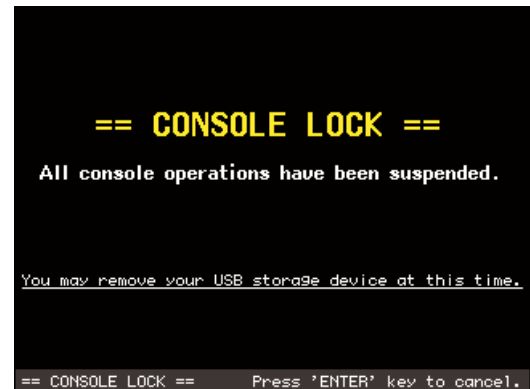 == CONSOLE LOCK ==
All console operations have been suspended.
You may remove your USB storage device at this time.
== CONSOLE LOCK == Press 'ENTER' key to cancel.